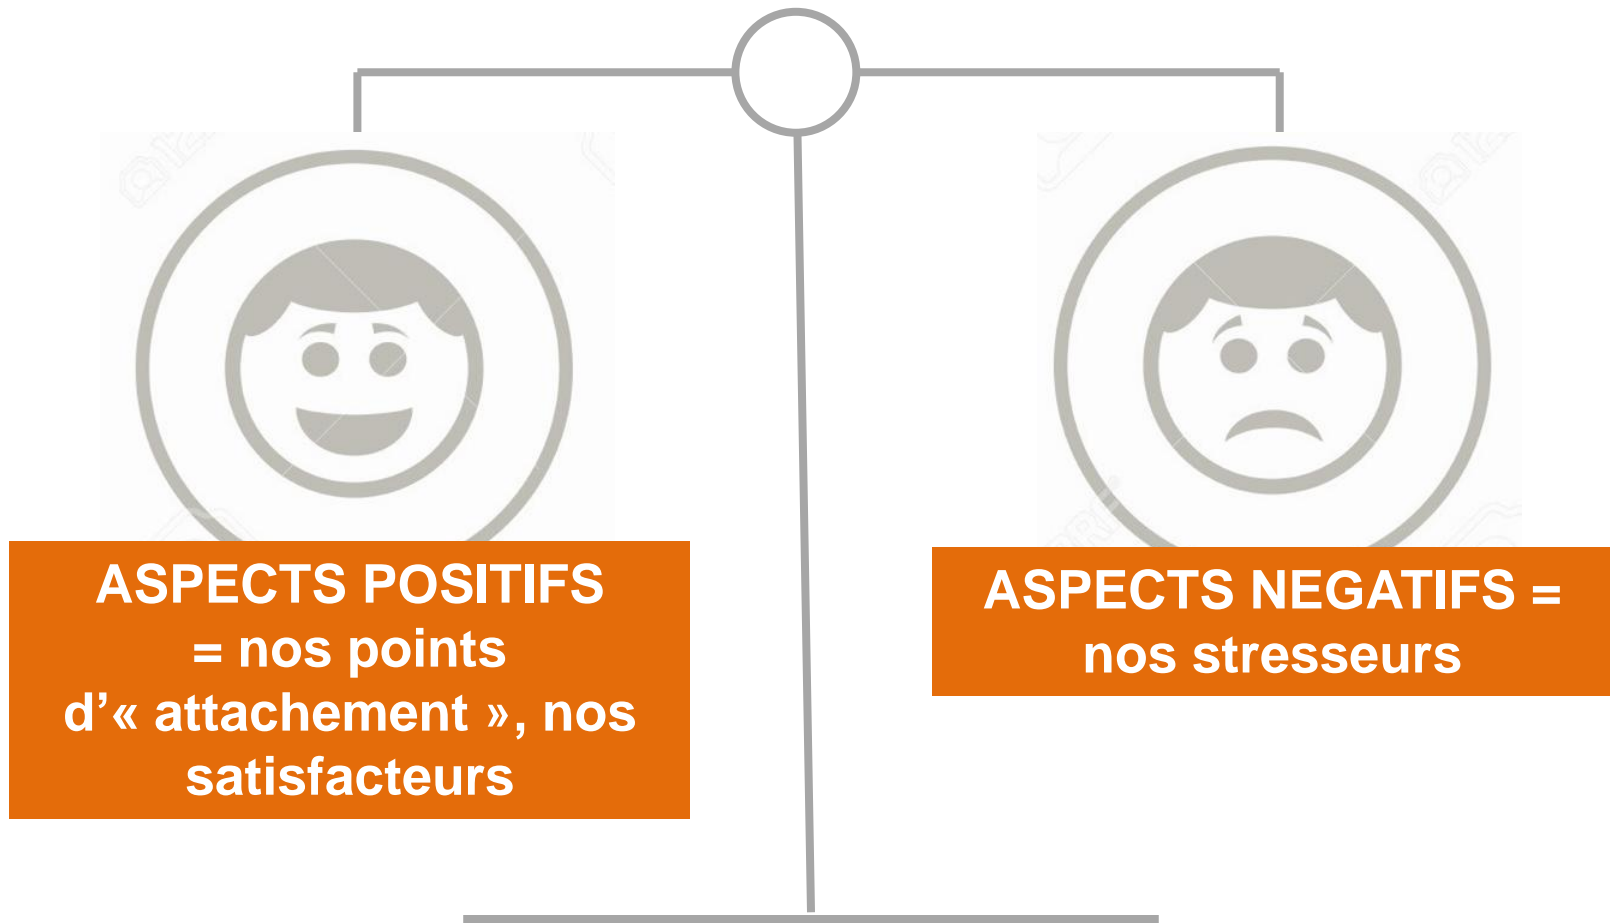 ASPECTS POSITIFS
= nos points
d’« attachement », nos
satisfacteurs
ASPECTS NEGATIFS =
nos stresseurs